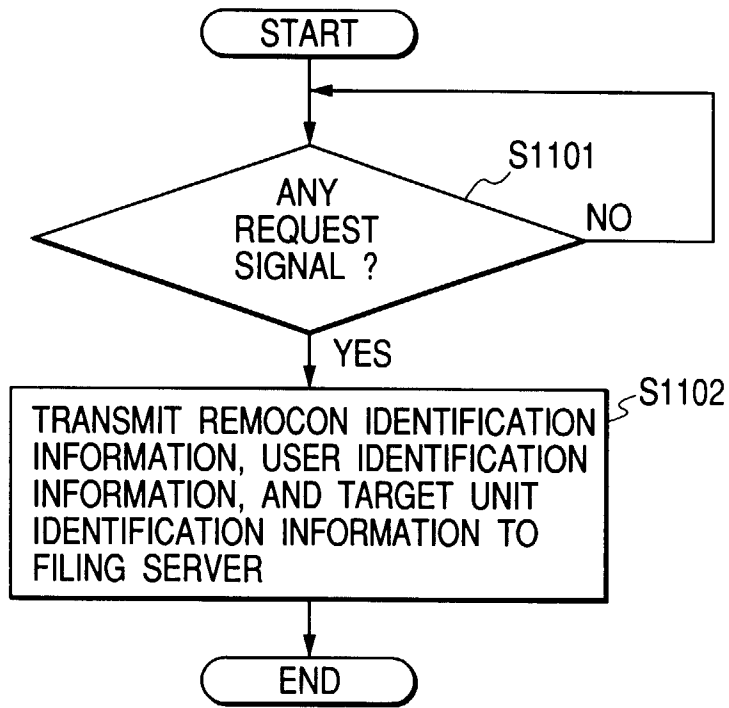 START
S1101
ANY
REQUEST
SIGNAL ?
NO
YES
S1102
TRANSMIT REMOCON IDENTIFICATION
INFORMATION, USER IDENTIFICATION
INFORMATION, AND TARGET UNIT
IDENTIFICATION INFORMATION TO
FILING SERVER
END